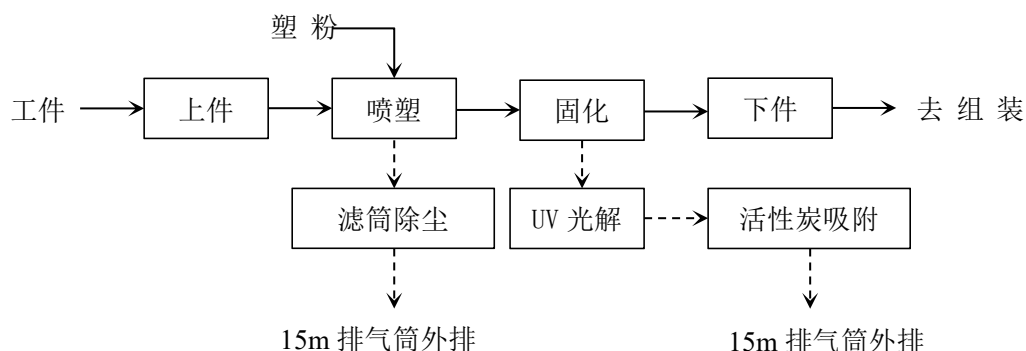 塑 粉
工件
上件
喷塑
固化
下件
去 组 装
滤筒除尘
UV 光解
活性炭吸附
15m 排气筒外排
15m 排气筒外排